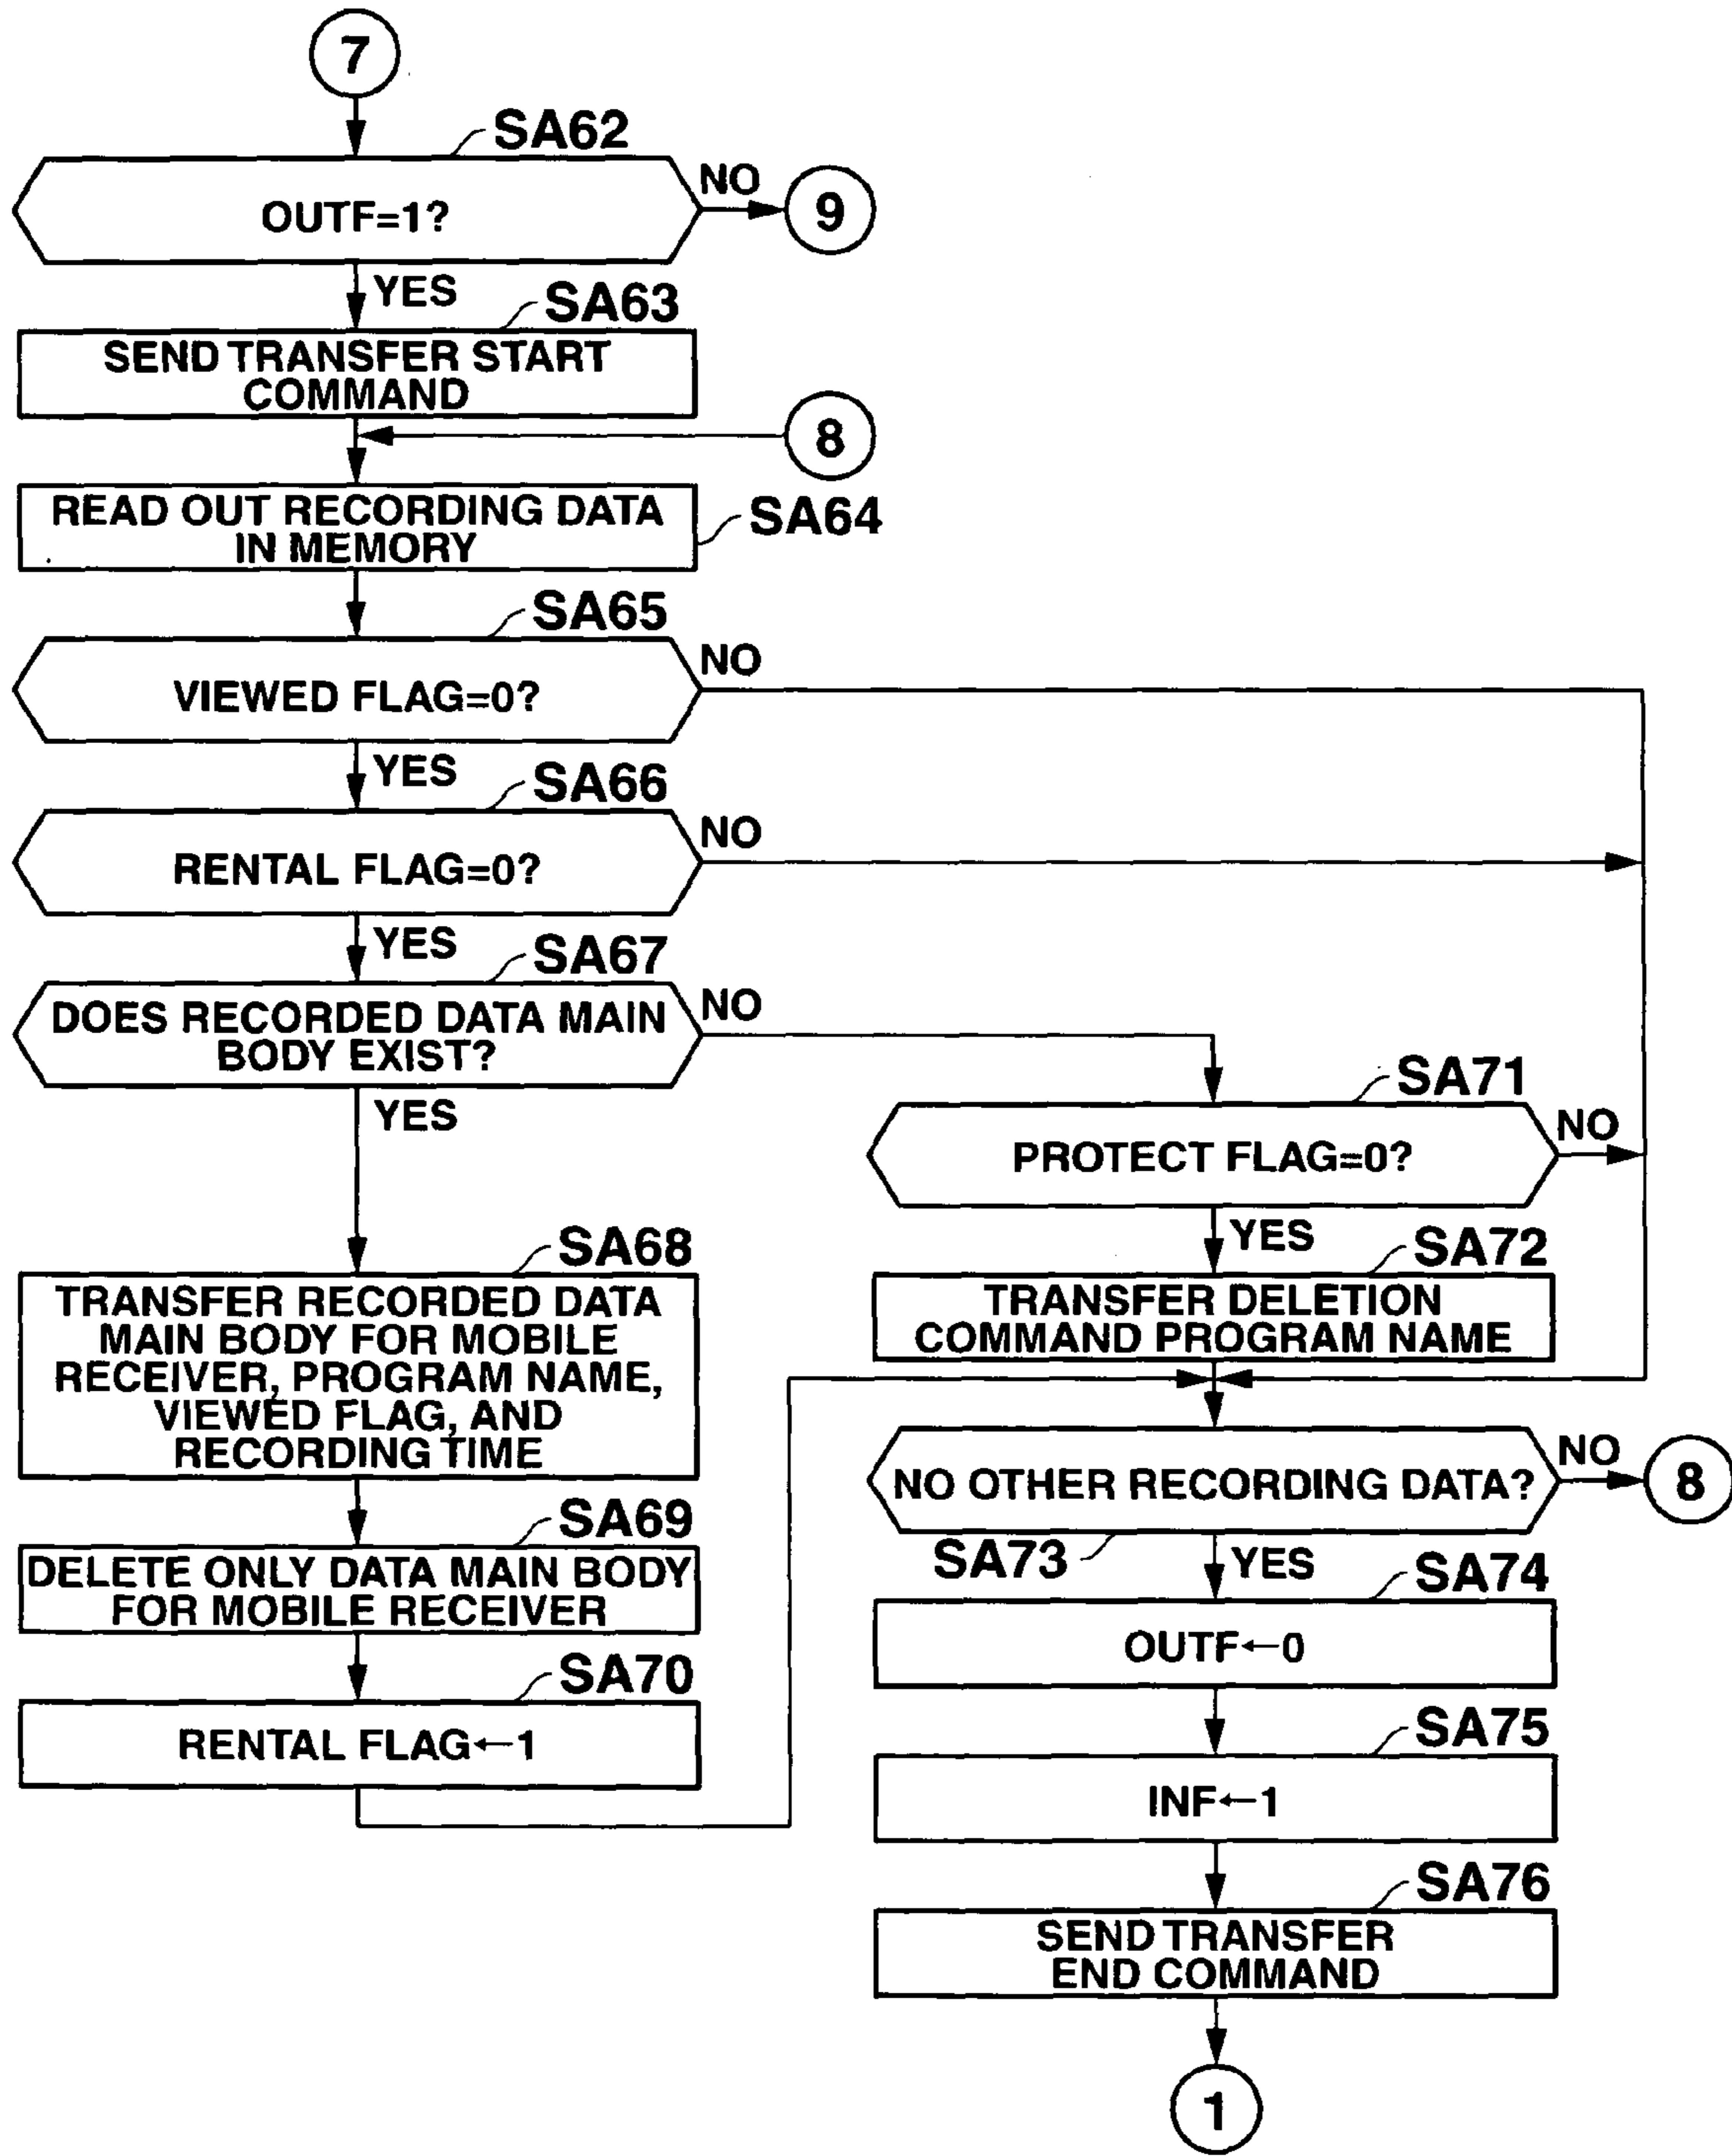 7
SA62
OUTF=1?
NO
9
YES
SA63
SEND TRANSFER START
COMMAND
8
READ OUT RECORDING DATA
IN MEMORY
SA64
SA65
VIEWED FLAG=0?
NO
YES
SA66
RENTAL FLAG=0?
NO
YES
SA67
DOES RECORDED DATA MAIN
BODY EXIST?
NO
YES
SA71
PROTECT FLAG=0?
NO
YES
SA72
TRANSFER DELETION
COMMAND PROGRAM NAME
SA68
TRANSFER RECORDED DATA
MAIN BODY FOR MOBILE
RECEIVER, PROGRAM NAME,
VIEWED FLAG, AND
RECORDING TIME
SA69
DELETE ONLY DATA MAIN BODY
FOR MOBILE RECEIVER
SA70
RENTAL FLAG←1
NO OTHER RECORDING DATA?
NO
8
SA73
YES
SA74
OUTF←0
SA75
INF←1
SA76
SEND TRANSFER
END COMMAND
1